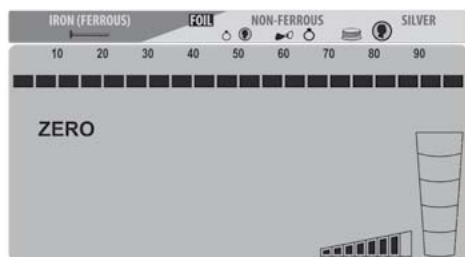 IRON (FERROUS) FOIL NON-FERROUS SILVER
10 20 30 40 50 60 70 80 90
ZERO